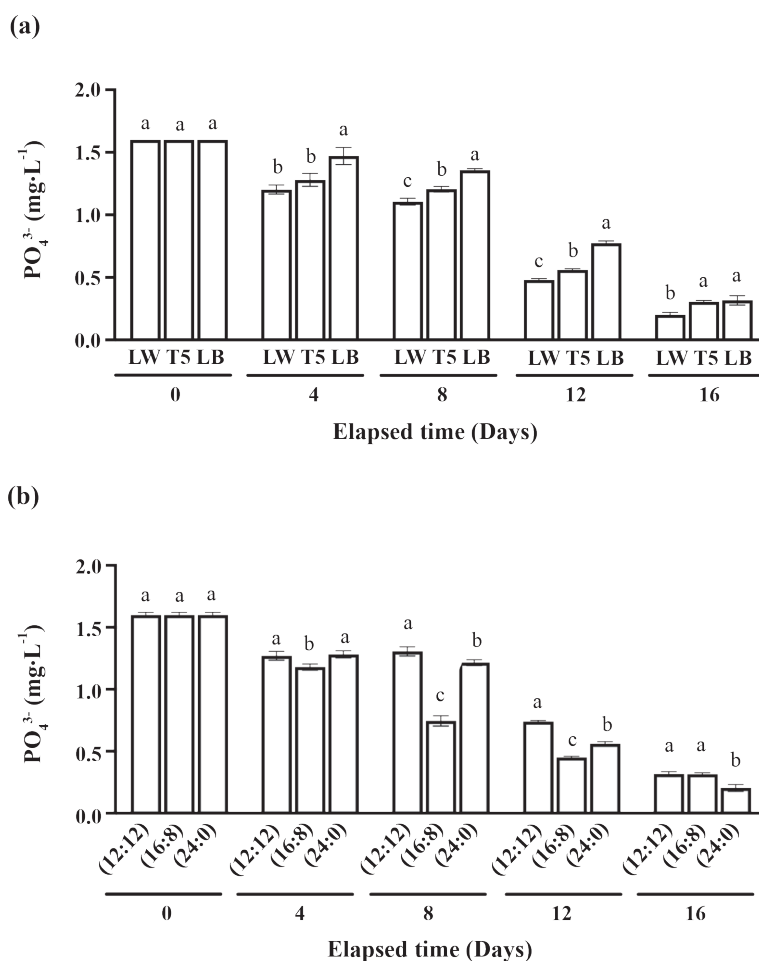 (a)
2.0
1.5
1.0
0.5
0.0
PO₄³⁻ (mg·L⁻¹)
a a a
b b a
c b a
c b a
b a a
LW T5 LB LW T5 LB LW T5 LB LW T5 LB LW T5 LB
0 4 8 12 16
Elapsed time (Days)
(b)
2.0
1.5
1.0
0.5
0.0
PO₄³⁻ (mg·L⁻¹)
a a a
a b a
a c b
a c b
a a b
(12:12) (16:8) (24:0) (12:12) (16:8) (24:0) (12:12) (16:8) (24:0) (12:12) (16:8) (24:0) (12:12) (16:8) (24:0)
0 4 8 12 16
Elapsed time (Days)